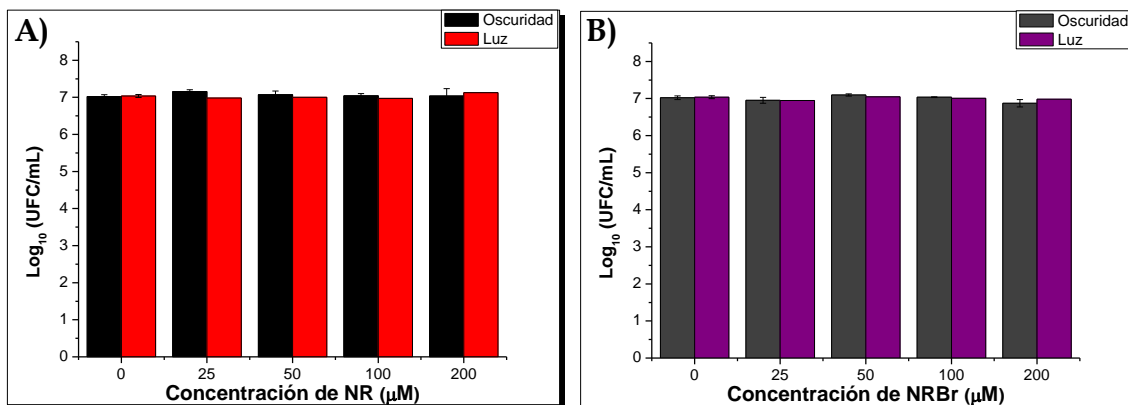 A)
Oscuridad
Luz
8
7
6
5
4
3
2
1
0
Log10 (UFC/mL)
0 25 50 100 200
Concentración de NR (µM)
B)
Oscuridad
Luz
8
7
6
5
4
3
2
1
0
Log10 (UFC/mL)
0 25 50 100 200
Concentración de NRBr (µM)